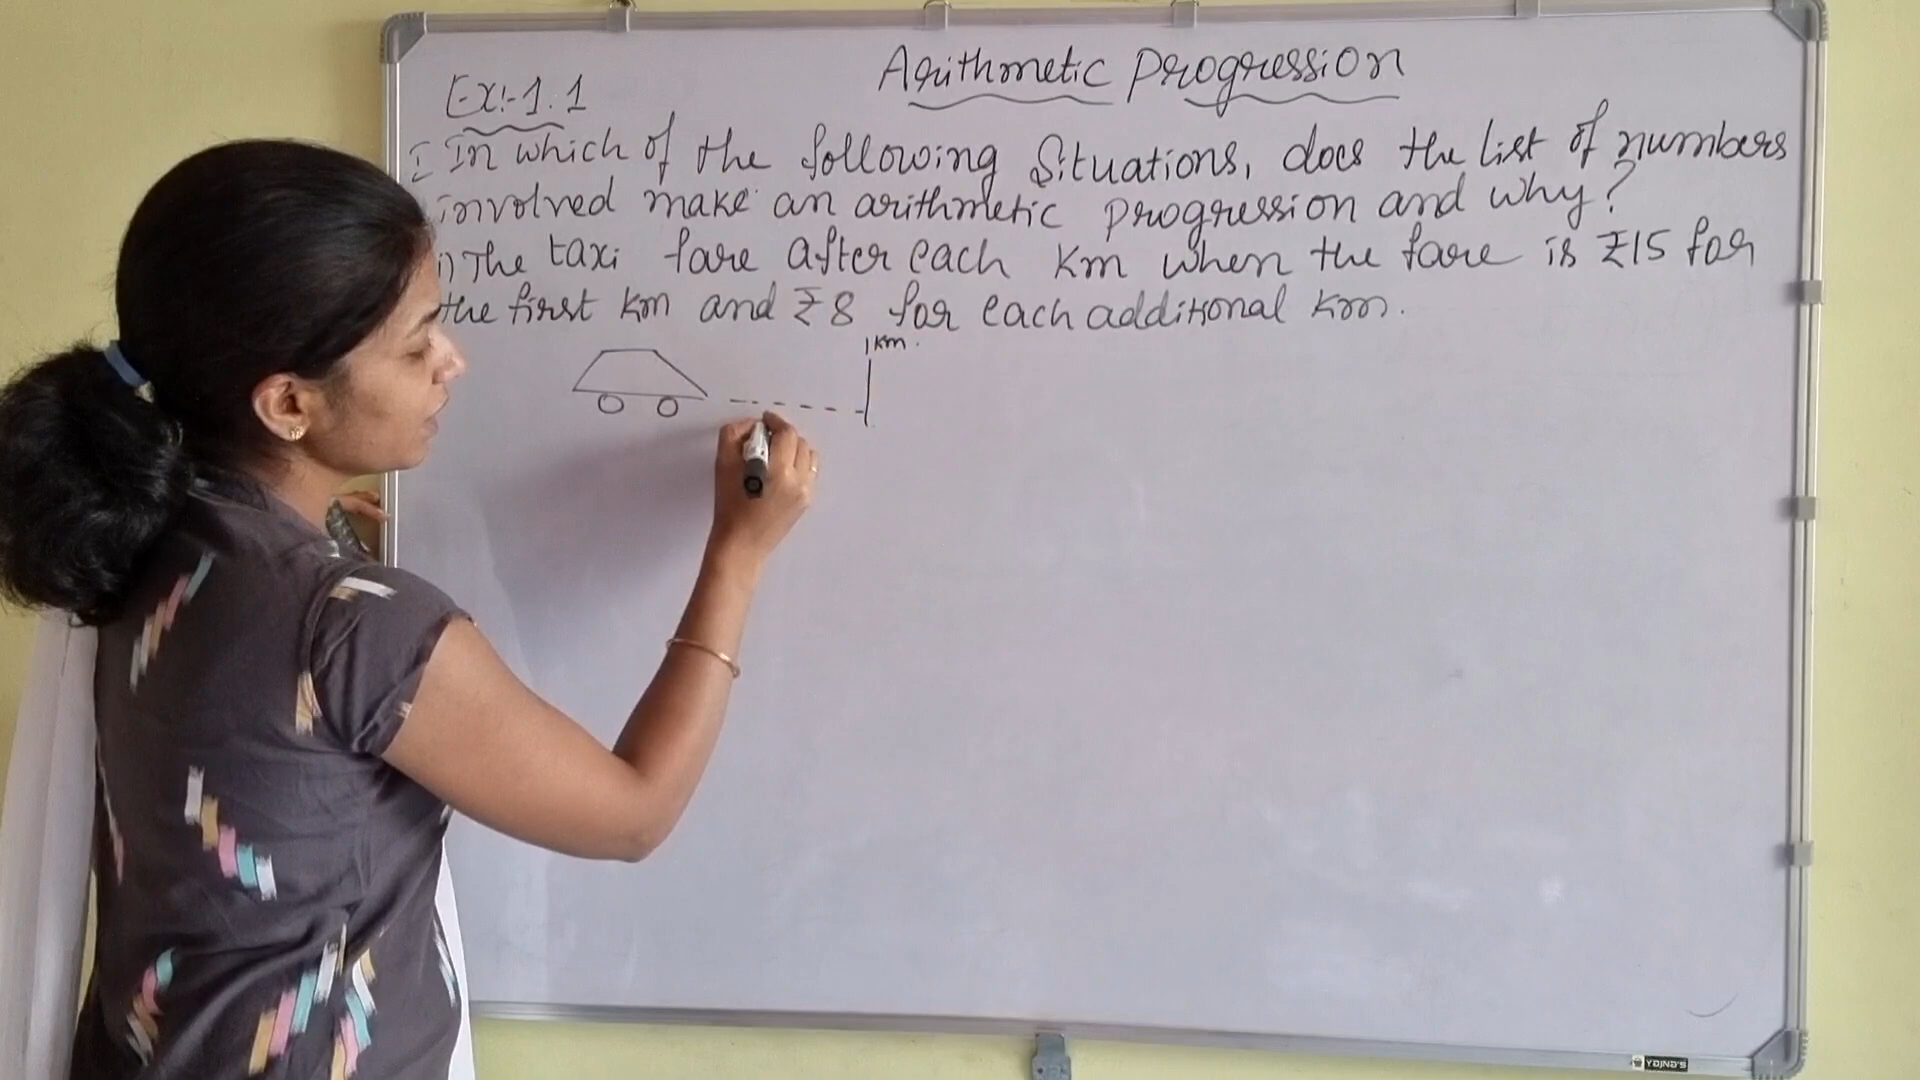 Arithmetic Progression
Ex:-1.1
I In which of the following Situations, does the list of numbers
involved make an arithmetic progression and why?
i) The taxi fare after each Km when the fare is ₹15 for
the first km and ₹8 for each additional km.
1km.
YAJNA'S